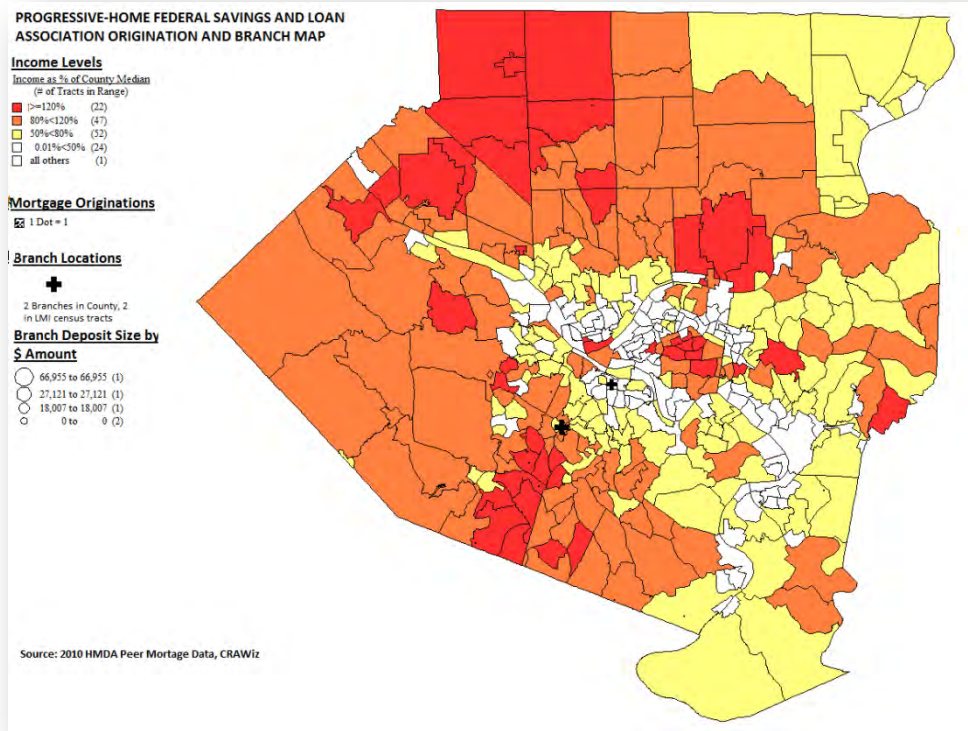 PROGRESSIVE-HOME FEDERAL SAVINGS AND LOAN
ASSOCIATION ORIGINATION AND BRANCH MAP
Income Levels
Income as % of County Median
(# of Tracts in Range)
>=120% (22)
80%<120% (47)
50%<80% (52)
0.01%<50% (24)
all others (1)
Mortgage Originations
1 Dot = 1
Branch Locations
2 Branches in County, 2
in LMI census tracts
Branch Deposit Size by
$ Amount
66,955 to 66,955 (1)
27,121 to 27,121 (1)
18,007 to 18,007 (1)
0 to 0 (2)
Source: 2010 HMDA Peer Mortage Data, CRAWiz